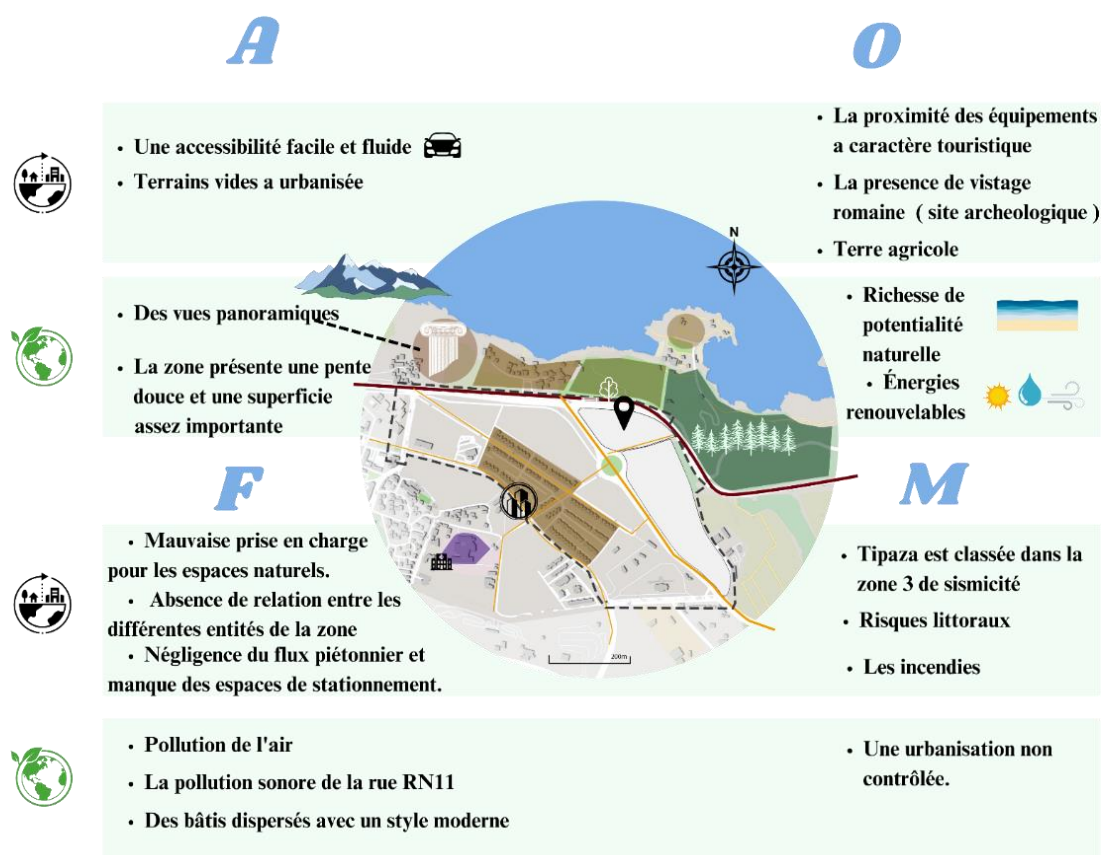 A
O
• Une accessibilité facile et fluide
• Terrains vides a urbanisée
• La proximité des équipements
a caractère touristique
• La presence de vistage
romaine ( site archeologique )
• Terre agricole
N
• Des vues panoramiques
• La zone présente une pente
douce et une superficie
assez importante
• Richesse de
potentialité
naturelle
• Énergies
renouvelables
F
M
• Mauvaise prise en charge
pour les espaces naturels.
• Absence de relation entre les
différentes entités de la zone
• Négligence du flux piétonnier et
manque des espaces de stationnement.
200m
• Tipaza est classée dans la
zone 3 de sismicité
• Risques littoraux
• Les incendies
• Pollution de l'air
• La pollution sonore de la rue RN11
• Des bâtis dispersés avec un style moderne
• Une urbanisation non
contrôlée.